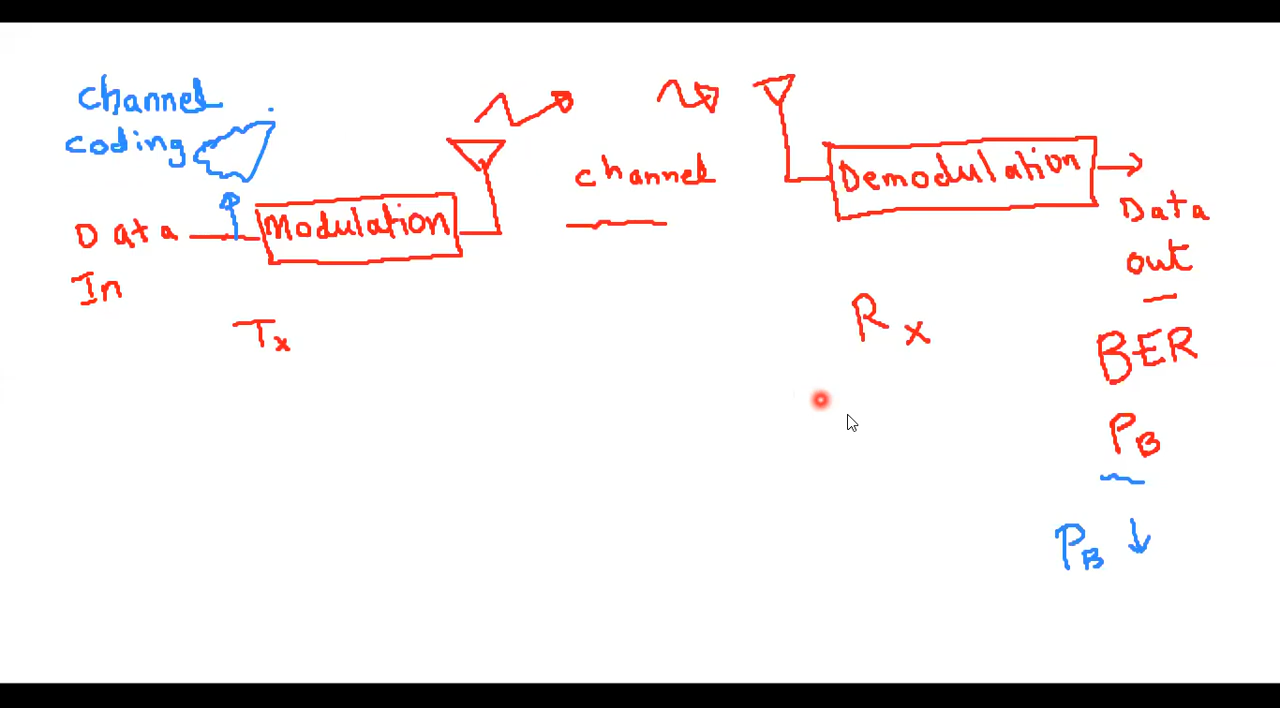 Channel
coding
Data
In
Modulation
Tx
channel
Demodulation
Data
out
Rx
BER
PB
PB ↓